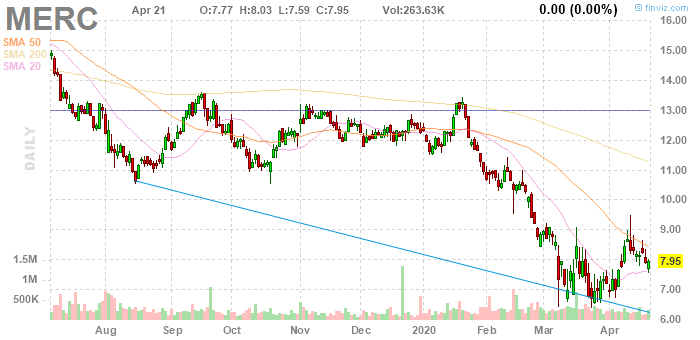 MERC Apr 21 O:7.77 H:8.03 L:7.59 C:7.95 Vol:263.63K 0.00 (0.00%) © finviz.com
SMA 50
SMA 200
SMA 20
DAILY
16.00
15.00
14.00
13.00
12.00
11.00
10.00
9.00
7.95
7.00
6.00
1.5M
1M
500K
Aug Sep Oct Nov Dec 2020 Feb Mar Apr